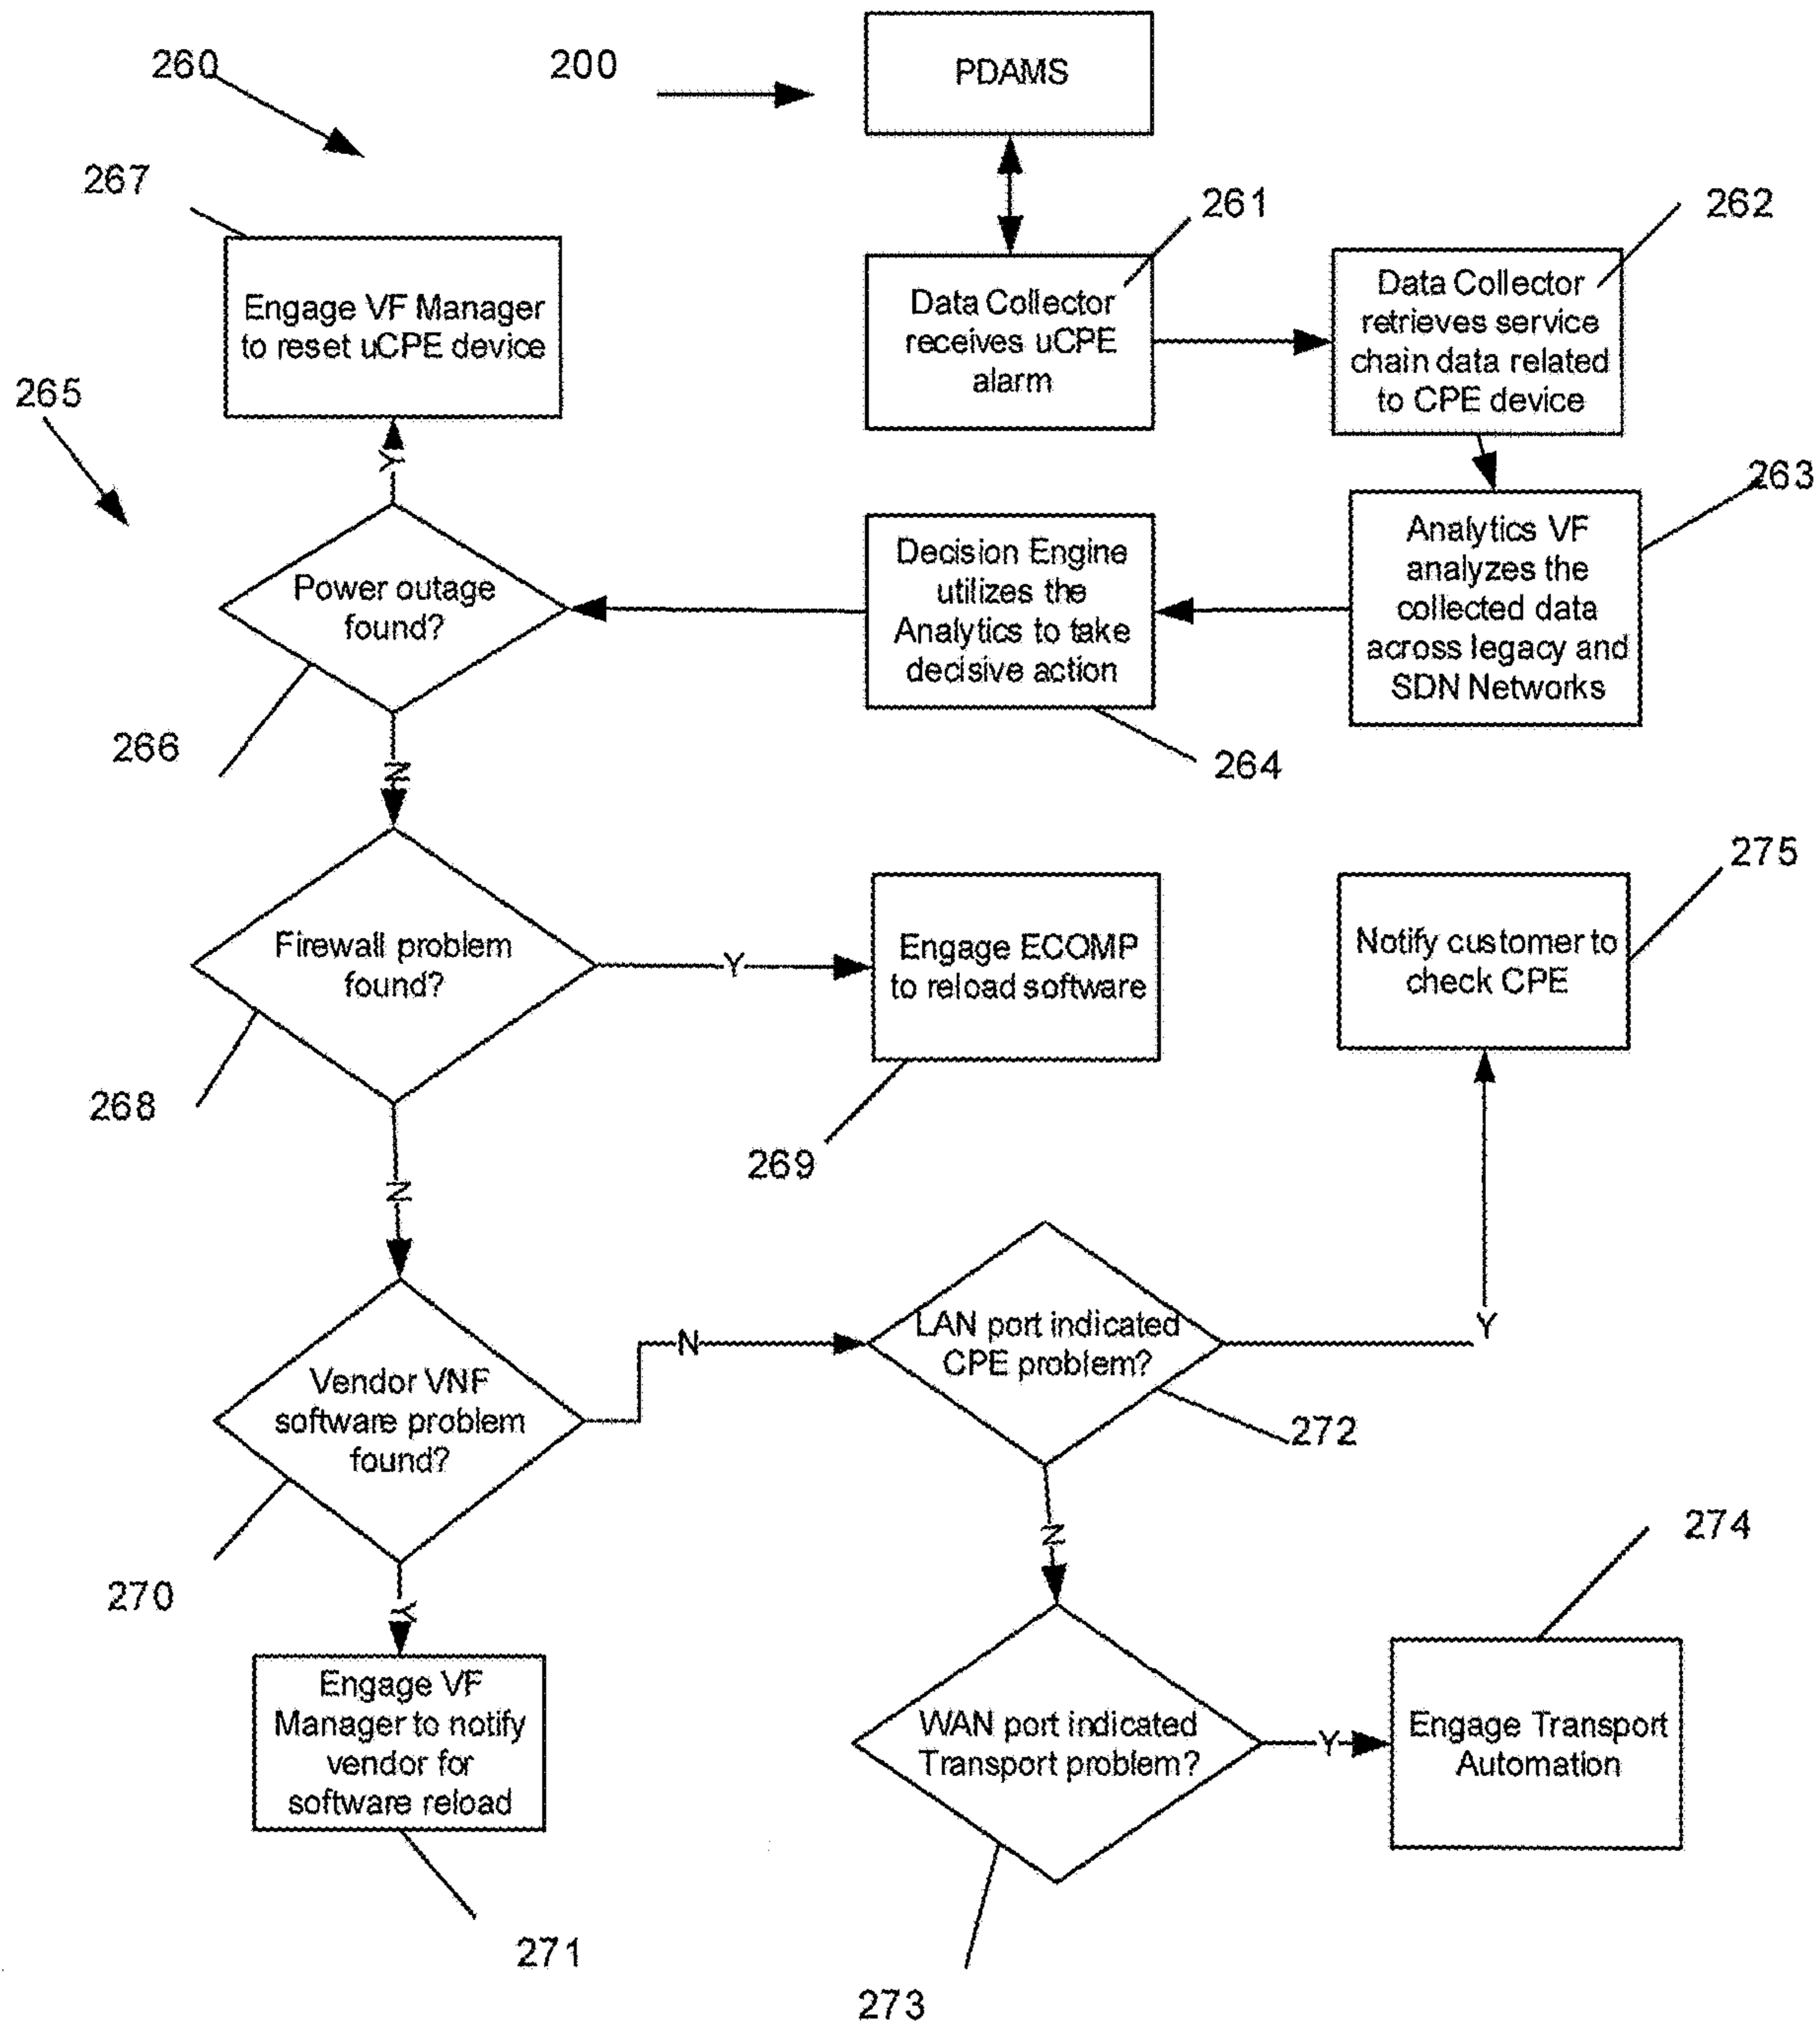 260
200
PDAMS
267
261
262
Engage VF Manager
to reset uCPE device
Data Collector
receives uCPE
alarm
Data Collector
retrieves service
chain data related
to CPE device
265
Y
263
Power outage
found?
Decision Engine
utilizes the
Analytics to take
decisive action
Analytics VF
analyzes the
collected data
across legacy and
SDN Networks
266
264
N
275
Firewall problem
found?
Y
Engage ECOMP
to reload software
Notify customer to
check CPE
268
269
N
LAN port indicated
CPE problem?
Y
N
Vendor VNF
software problem
found?
272
270
N
274
Y
Engage VF
Manager to notify
vendor for
software reload
WAN port indicated
Transport problem?
Y
Engage Transport
Automation
271
273